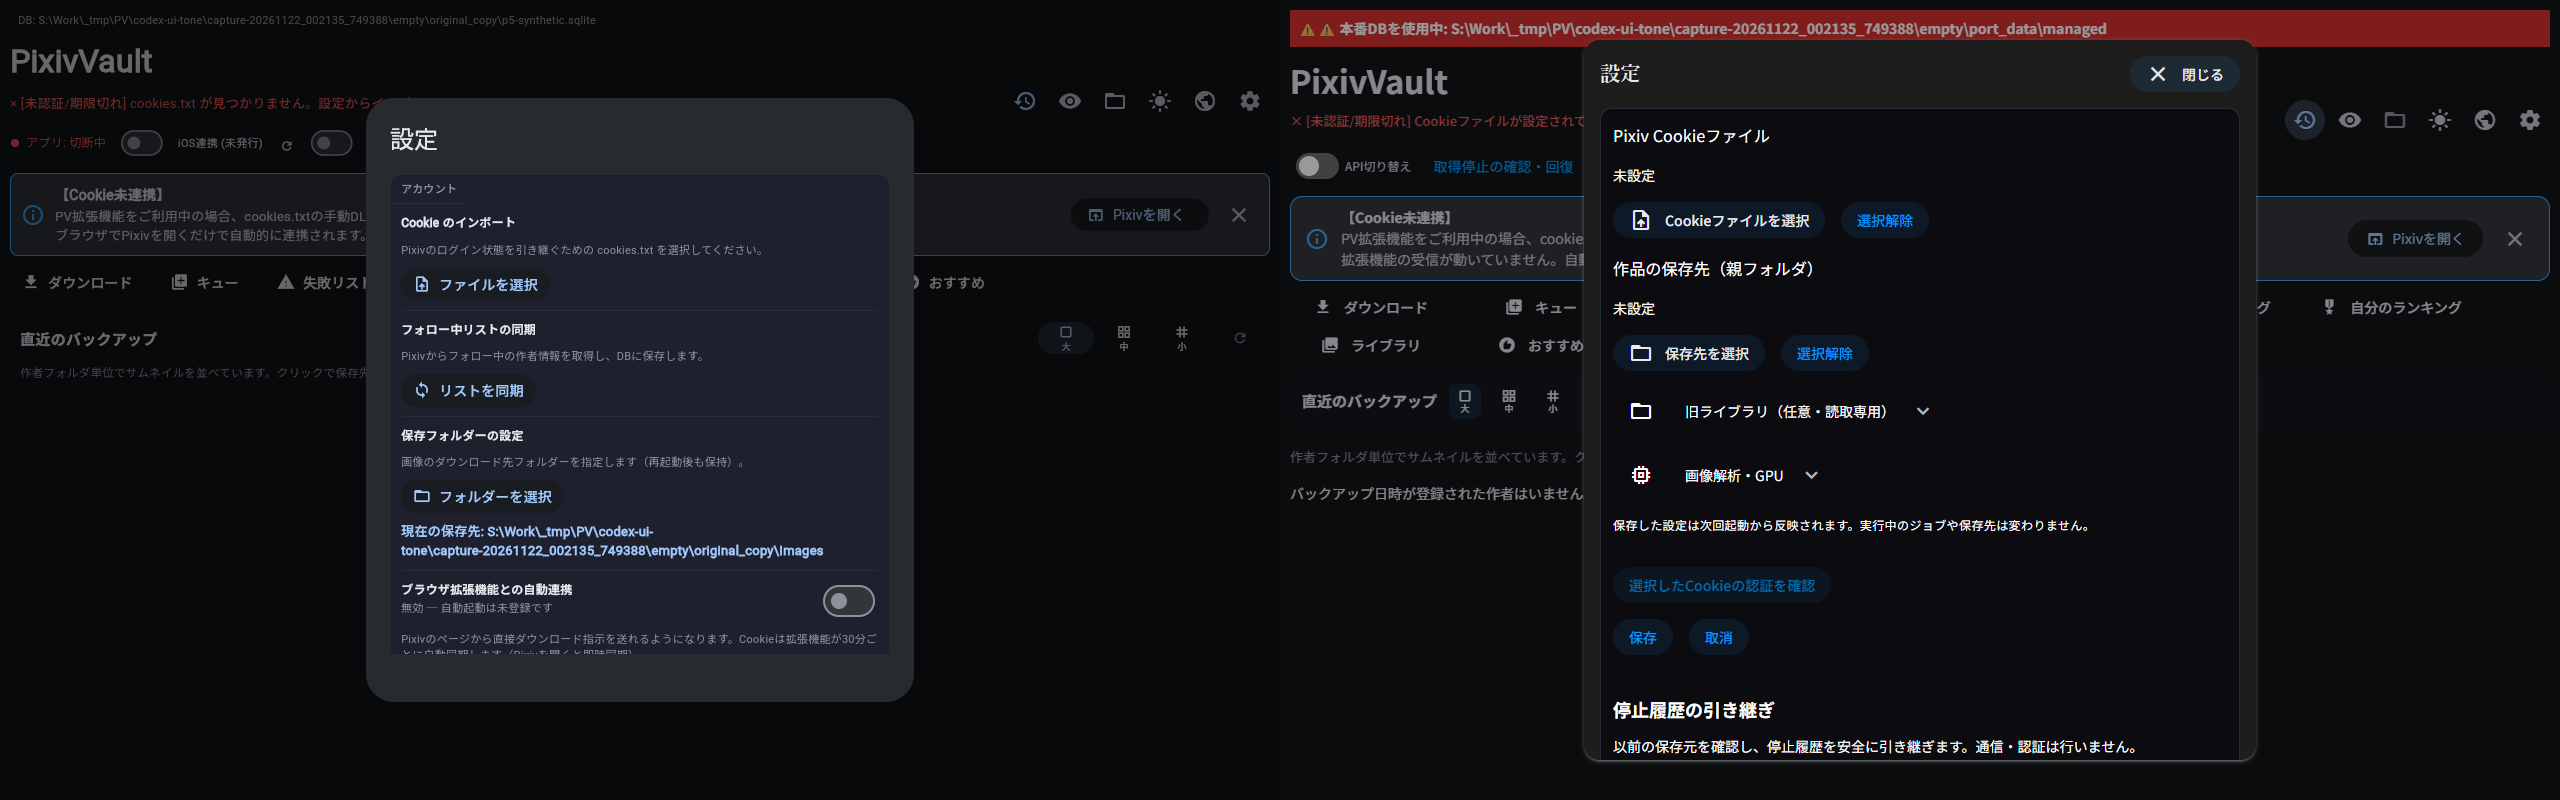 DB: S:\Work\_tmp\PV\codex-ui-tone\capture-20261122_002135_749388\empty\original_copy\p5-synthetic.sqlite
PixivVault
× [未認証/期限切れ] cookies.txt が見つかりません。設定から
アプリ: 切断中
iOS連携 (未発行)
【Cookie未連携】
PV拡張機能をご利用中の場合、cookies.txtの手動DL
ブラウザでPixivを開くだけで自動的に連携されます。
Pixivを開く
ダウンロード
キュー
失敗リスト
おすすめ
直近のバックアップ
大
中
小
作者フォルダ単位でサムネイルを並べています。クリックで保存先
設定
アカウント
Cookie のインポート
Pixivのログイン状態を引き継ぐための cookies.txt を選択してください。
ファイルを選択
フォロー中リストの同期
Pixivからフォロー中の作者情報を取得し、DBに保存します。
リストを同期
保存フォルダーの設定
画像のダウンロード先フォルダーを指定します（再起動後も保持）。
フォルダーを選択
現在の保存先: S:\Work\_tmp\PV\codex-ui-
tone\capture-20261122_002135_749388\empty\original_copy\images
ブラウザ拡張機能との自動連携
無効 — 自動起動は未登録です
Pixivのページから直接ダウンロード指示を送れるようになります。Cookieは拡張機能が30分ご
とに自動同期します（Pixivを開くと即時同期）
本番DBを使用中: S:\Work\_tmp\PV\codex-ui-tone\capture-20261122_002135_749388\empty\port_data\managed
PixivVault
× [未認証/期限切れ] Cookieファイルが設定されて
API切り替え
取得停止の確認・回復
【Cookie未連携】
PV拡張機能をご利用中の場合、cookie
拡張機能の受信が動いていません。自
Pixivを開く
ダウンロード
キュー
グ
自分のランキング
ライブラリ
おすすめ
直近のバックアップ
大
中
小
作者フォルダ単位でサムネイルを並べています。ク
バックアップ日時が登録された作者はいません
設定
閉じる
Pixiv Cookieファイル
未設定
Cookieファイルを選択
選択解除
作品の保存先（親フォルダ）
未設定
保存先を選択
選択解除
旧ライブラリ（任意・読取専用）
画像解析・GPU
保存した設定は次回起動から反映されます。実行中のジョブや保存先は変わりません。
選択したCookieの認証を確認
保存
取消
停止履歴の引き継ぎ
以前の保存元を確認し、停止履歴を安全に引き継ぎます。通信・認証は行いません。